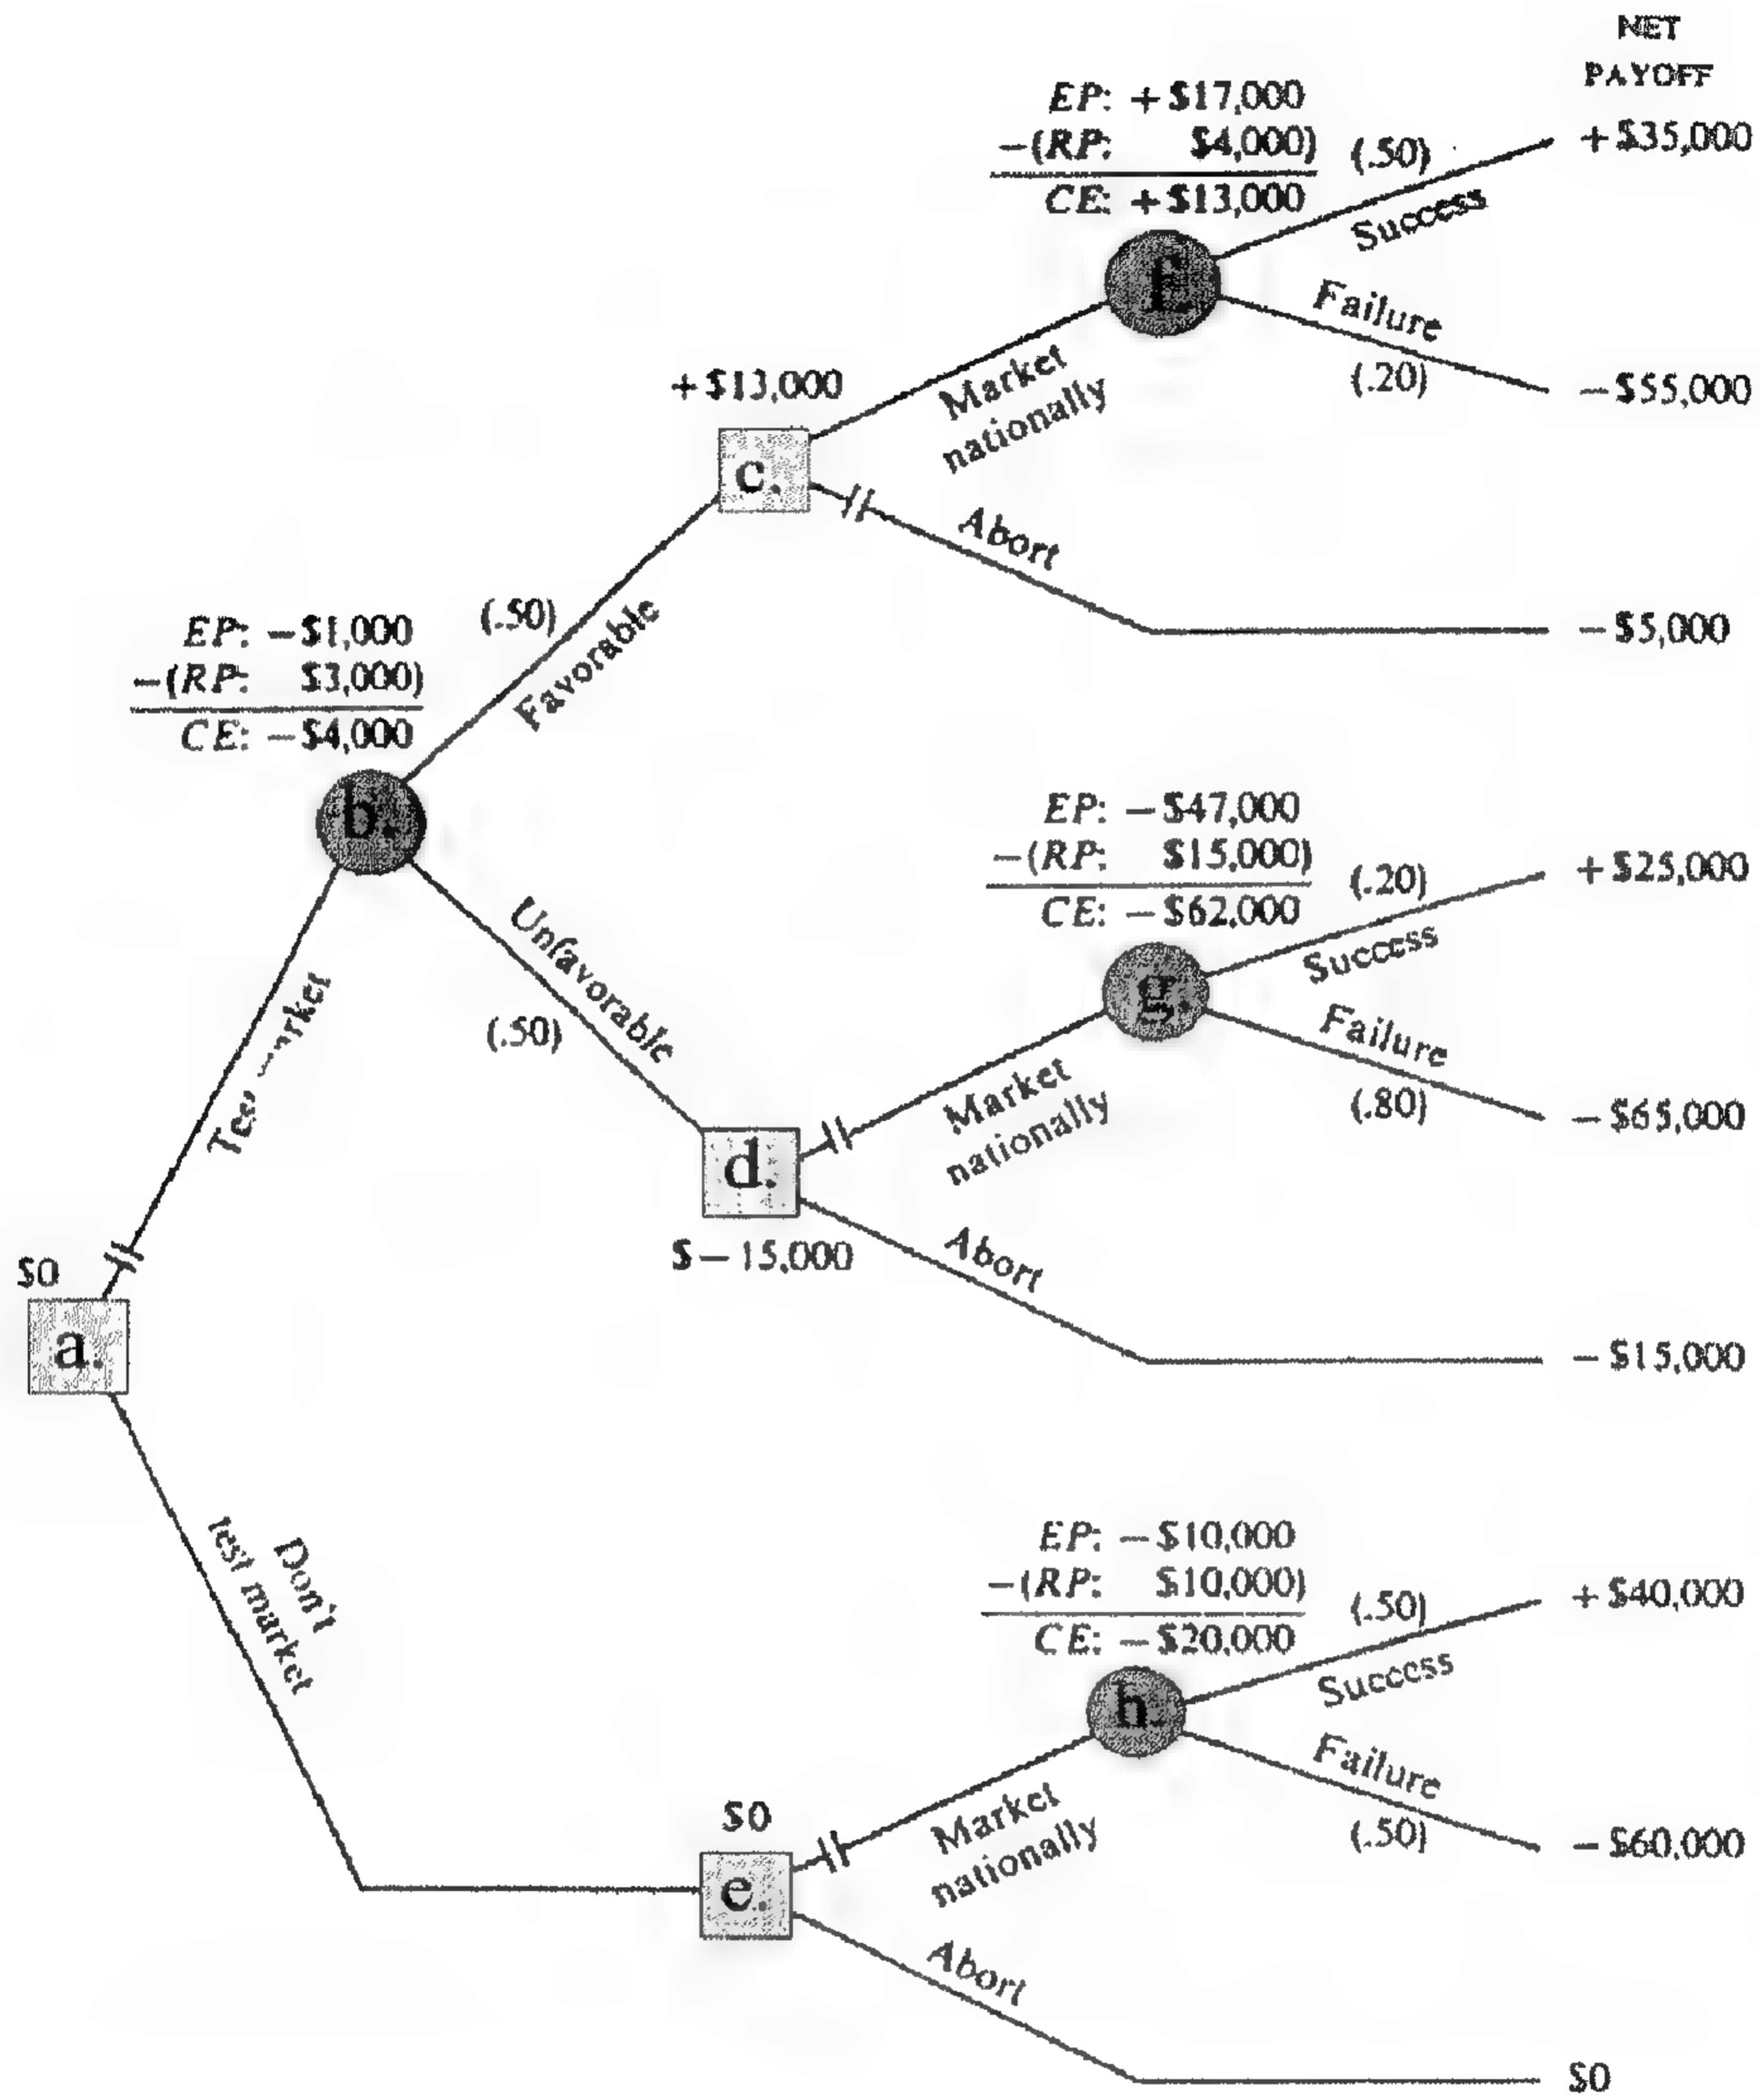 NET
PAYOFF
EP: +$17,000
-(RP: $4,000)
CE: +$13,000
(.50)
Success
+$35,000
f.
Failure
(.20)
-$55,000
Market
nationally
+$13,000
c.
Abort
-$5,000
EP: -$1,000
-(RP: $3,000)
CE: -$4,000
(.50)
Favorable
b.
Unfavorable
(.50)
EP: -$47,000
-(RP: $15,000)
CE: -$62,000
(.20)
Success
+$25,000
g.
Failure
(.80)
-$65,000
Market
nationally
d.
$-15,000
Abort
-$15,000
$0
a.
Don't
test market
EP: -$10,000
-(RP: $10,000)
CE: -$20,000
(.50)
Success
+$40,000
h.
Failure
(.50)
-$60,000
Market
nationally
$0
e.
Abort
$0